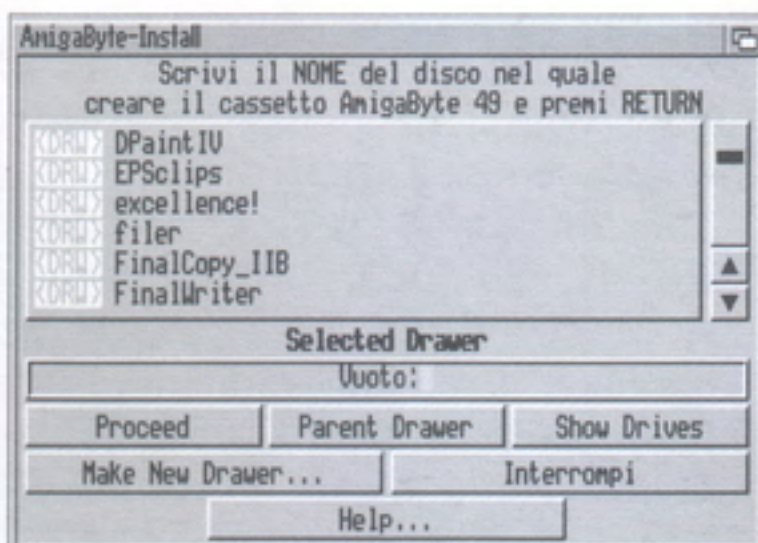 AmigaByte-Install
Scrivi il NOME del disco nel quale
creare il cassetto AmigaByte 49 e premi RETURN
<DRW> DPaintIV
<DRW> EPSclips
<DRW> excellence!
<DRW> filer
<DRW> FinalCopy_IIB
<DRW> FinalWriter
Selected Drawer
Vuoto:
Proceed Parent Drawer Show Drives
Make New Drawer... Interrompi
Help...